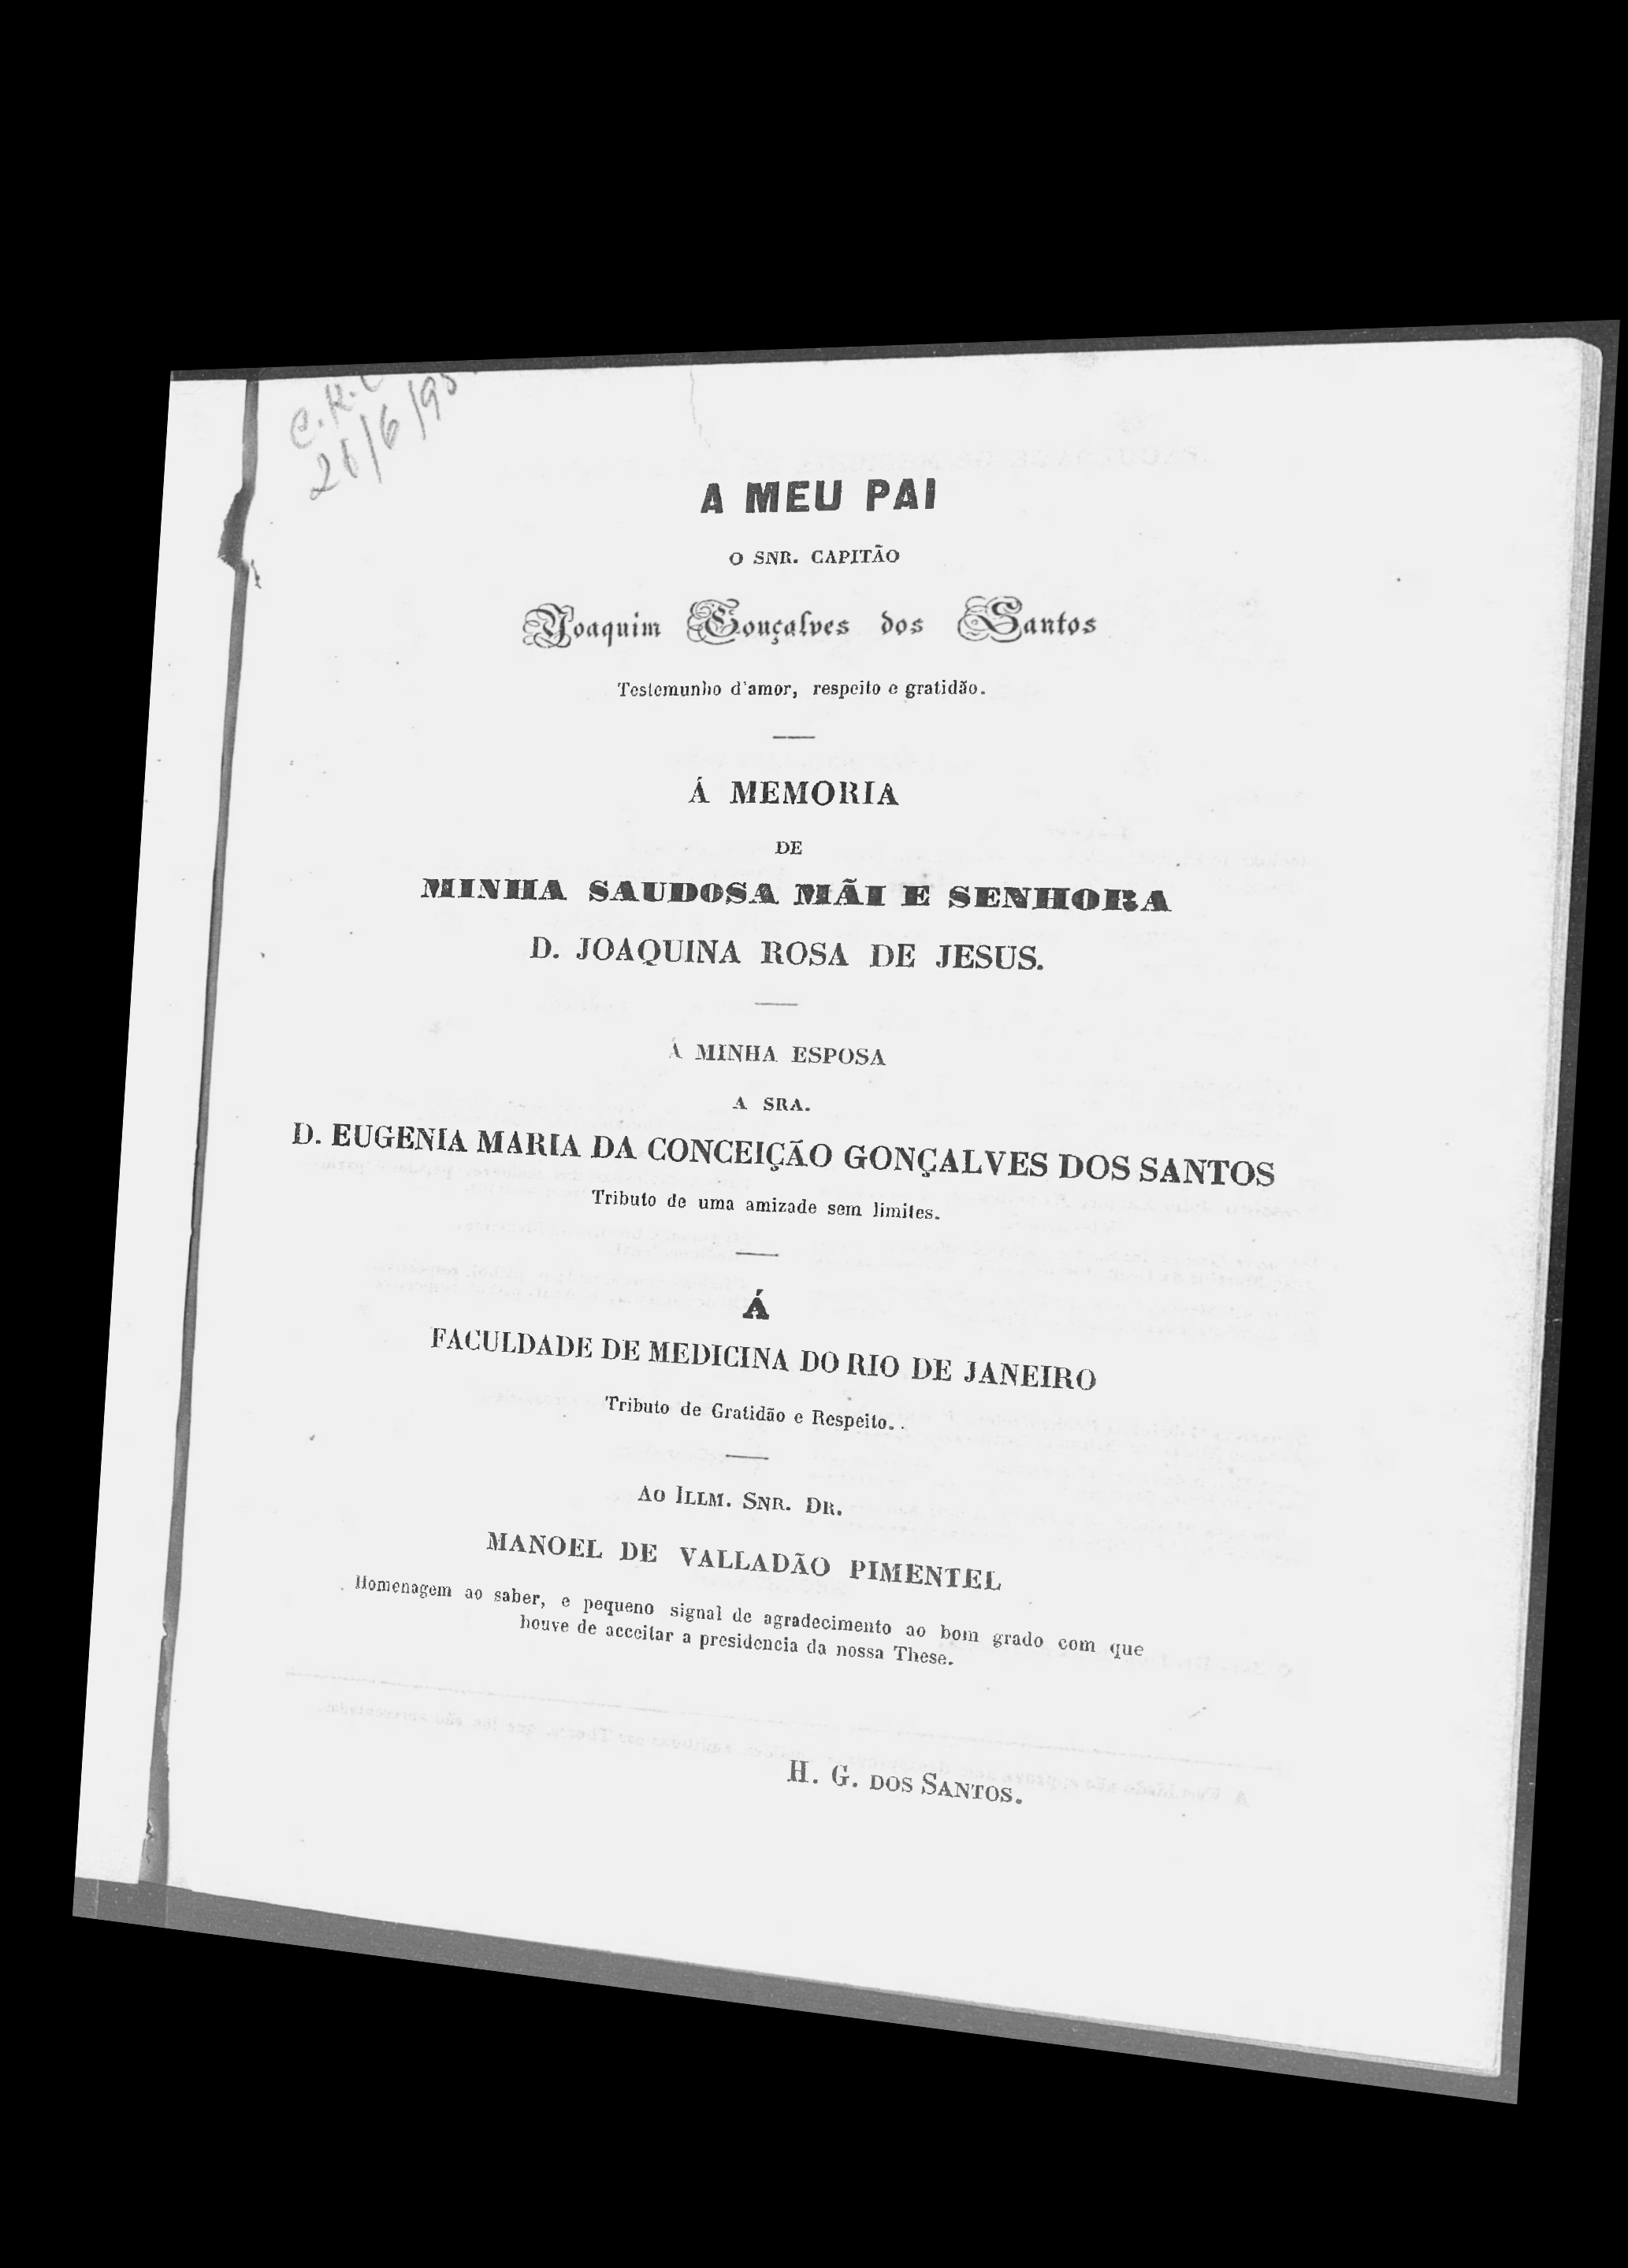 26/6/95
A MEU PAI
O SNR. CAPITÃO
Joaquim Gonçalves dos Santos
Testemunho d'amor, respeito e gratidão.
Á MEMORIA
DE
MINHA SAUDOSA MÃI E SENHORA
D. JOAQUINA ROSA DE JESUS.
Á MINHA ESPOSA
A SRA.
D. EUGENIA MARIA DA CONCEIÇÃO GONÇALVES DOS SANTOS
Tributo de uma amizade sem limites.
Á
FACULDADE DE MEDICINA DO RIO DE JANEIRO
Tributo de Gratidão e Respeito.
AO ILLM. SNR. DR.
MANOEL DE VALLADÃO PIMENTEL
Homenagem ao saber, e pequeno signal de agradecimento ao bom grado com que
houve de acceitar a presidencia da nossa These.
H. G. DOS SANTOS.